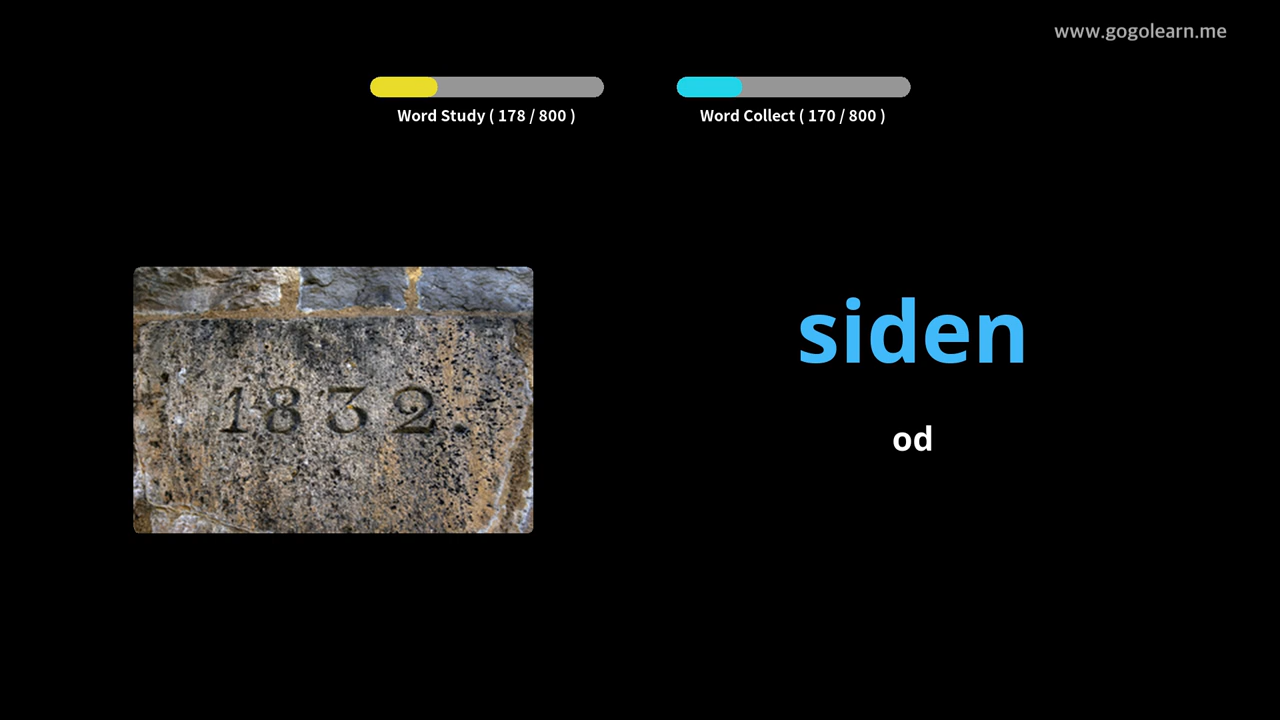 www.gogolearn.me
Word Study ( 178 / 800 )
Word Collect ( 170 / 800 )
siden
1832.
od